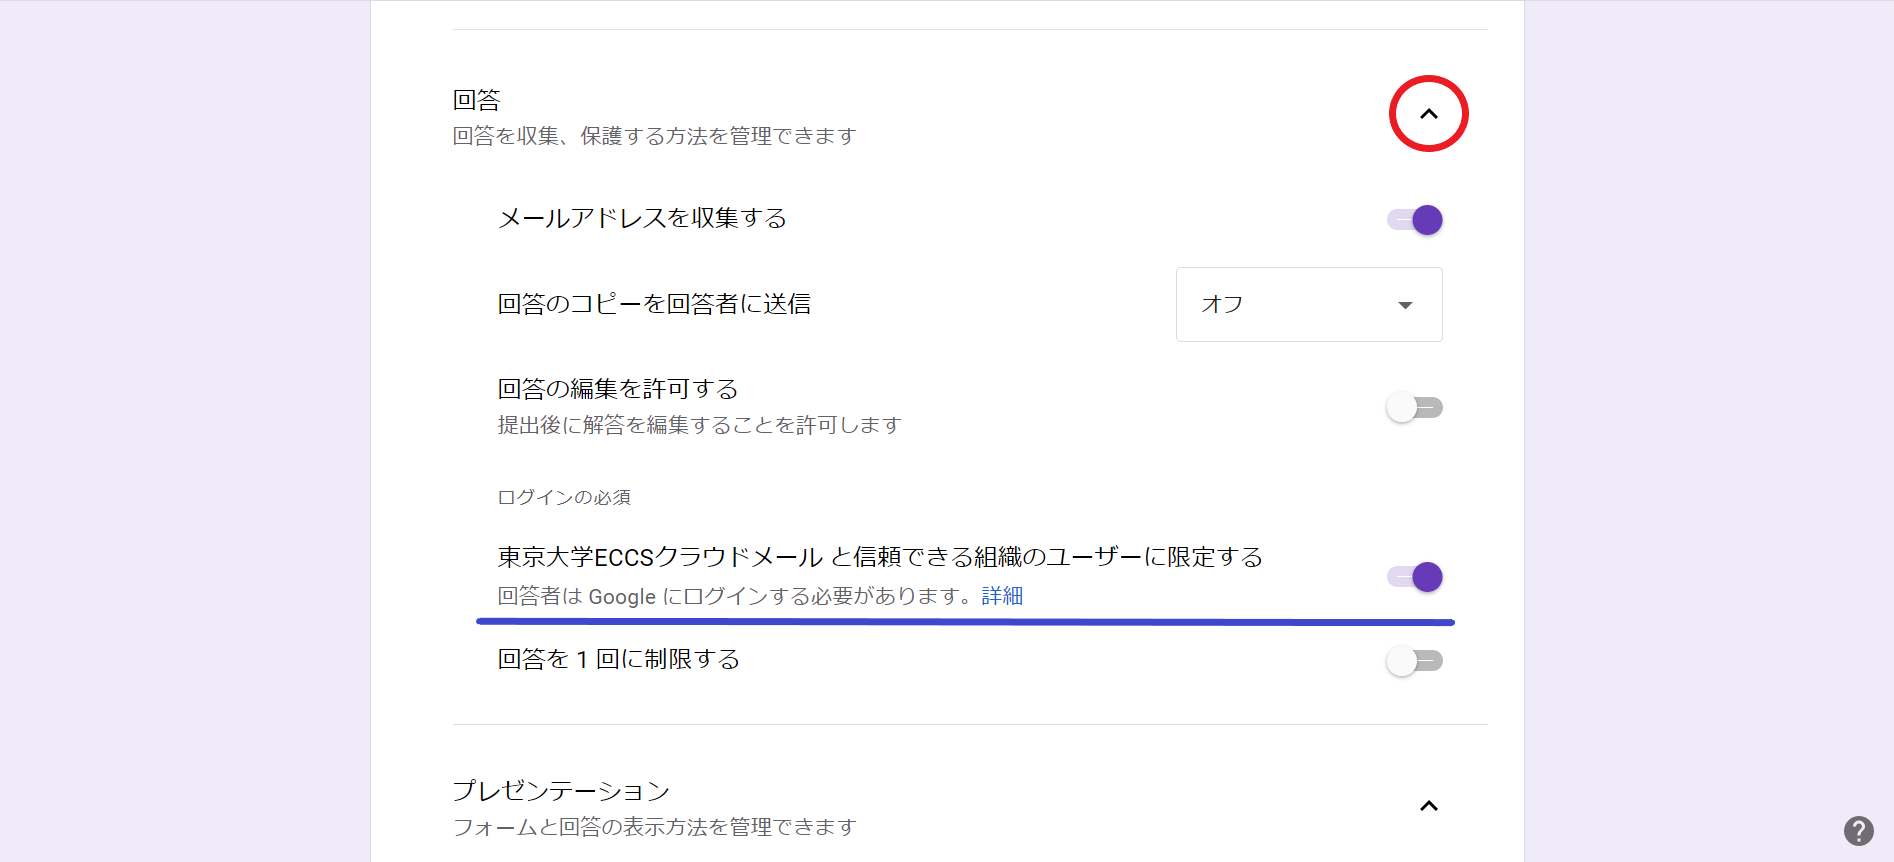 回答
回答を収集、保護する方法を管理できます
メールアドレスを収集する
回答のコピーを回答者に送信
オフ
回答の編集を許可する
提出後に解答を編集することを許可します
ログインの必須
東京大学ECCSクラウドメール と信頼できる組織のユーザーに限定する
回答者は Google にログインする必要があります。詳細
回答を 1 回に制限する
プレゼンテーション
フォームと回答の表示方法を管理できます